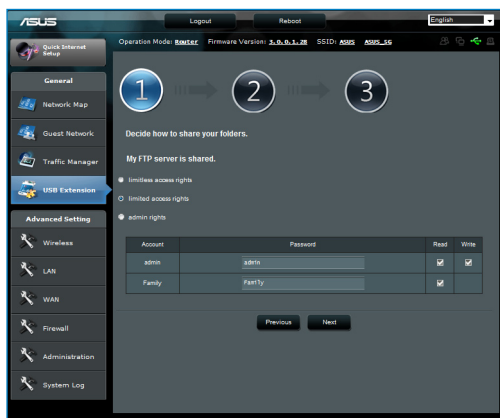 ASUS
Logout
Reboot
English
Quick Internet Setup
Operation Mode: Router Firmware Version: 3.0.0.1.28 SSID: ASUS ASUS_5G
General
Network Map
Guest Network
Traffic Manager
USB Extension
Advanced Setting
Wireless
LAN
WAN
Firewall
Administration
System Log
1
2
3
Decide how to share your folders.
My FTP server is shared.
limitless access rights
limited access rights
admin rights
Account Password Read Write
admin admin
Family Family
Previous Next